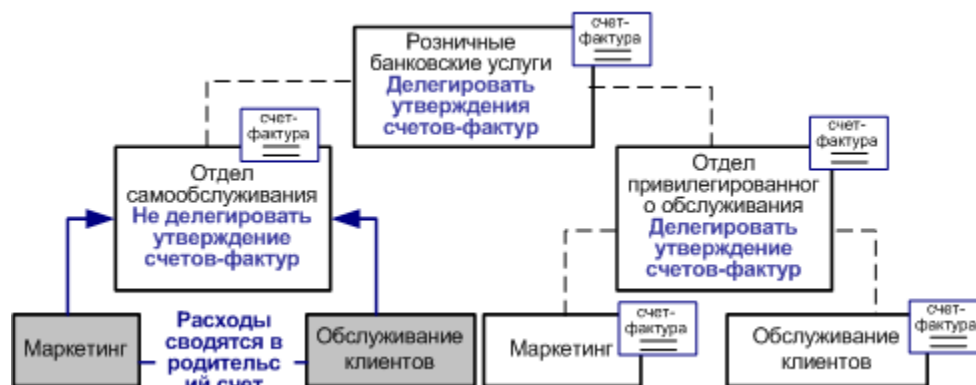 счет-
фактура
Розничные
банковские услуги
Делегировать
утверждения
счетов-фактур
счет-
фактура
Отдел
самообслуживания
Не делегировать
утверждение
счетов-фактур
счет-
фактура
Отдел
привилегированног
о обслуживания
Делегировать
утверждение
счетов-фактур
Маркетинг
Расходы
сводятся в
родительс
кий счет
Обслуживание
клиентов
счет-
фактура
Маркетинг
счет-
фактура
Обслуживание
клиентов